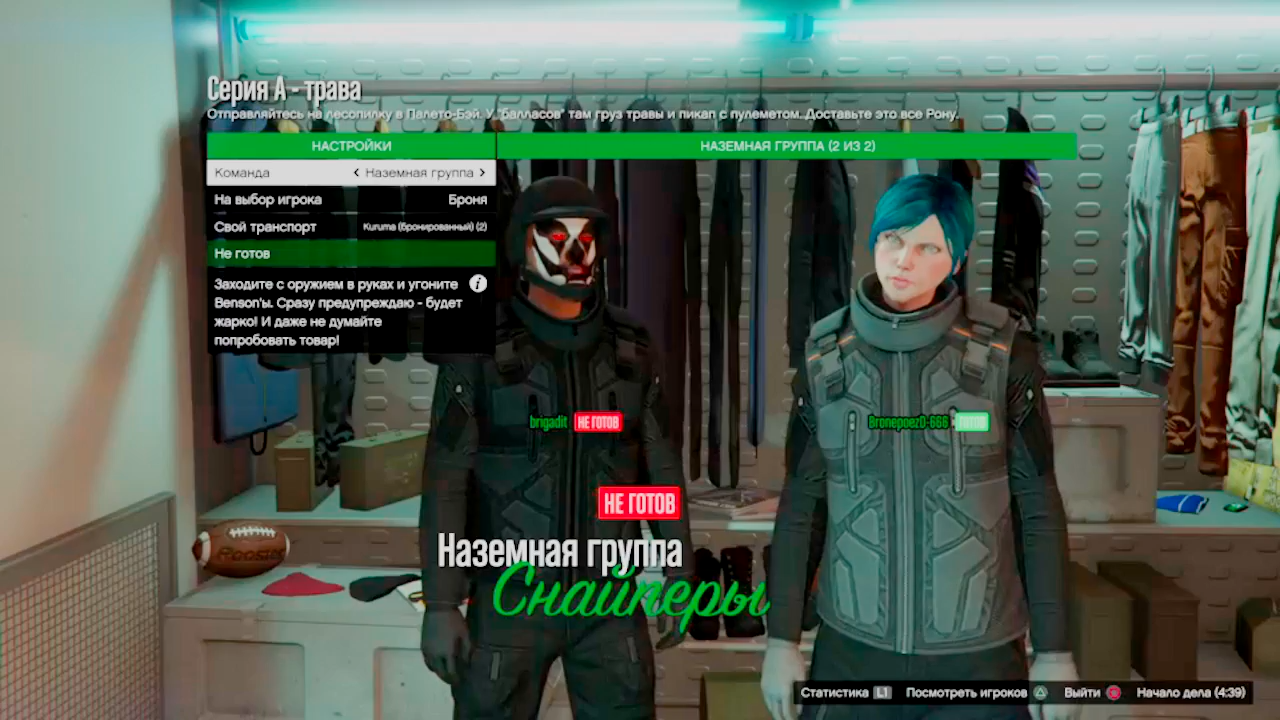 Серия А - трава
Отправляйтесь на лесопилку в Палето-Бэй. У "Балласов" там груз травы и пикап с пулеметом. Доставьте это все Рону.
НАСТРОЙКИ
НАЗЕМНАЯ ГРУППА (2 ИЗ 2)
Команда < Наземная группа >
На выбор игрока Броня
Свой транспорт Kuruma (бронированный) (2)
Не готов
Заходите с оружием в руках и угоните
Benson'ы. Сразу предупреждаю - будет
жарко! И даже не думайте
попробовать товар!
brigadit НЕ ГОТОВ
BronepoezD-666 ГОТОВ
НЕ ГОТОВ
Наземная группа
Снайперы
Статистика L1 Посмотреть игроков Выйти Начало дела (4:39)